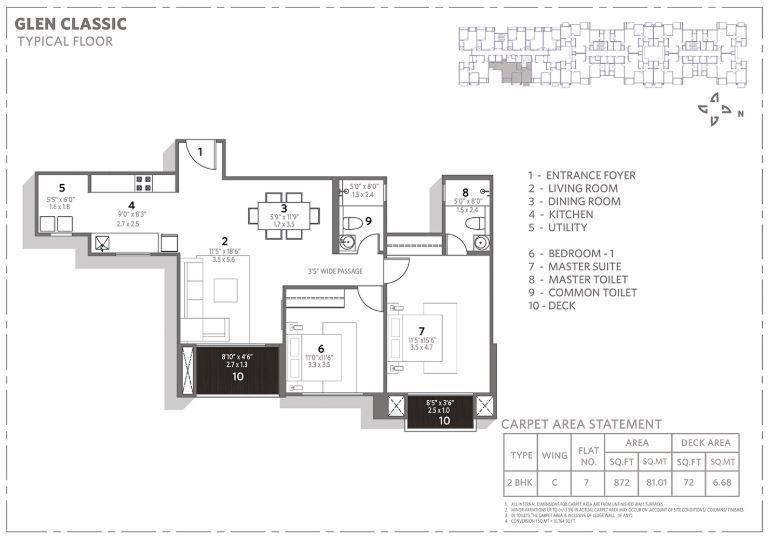 GLEN CLASSIC
TYPICAL FLOOR
N
1
5
5'5" x 6'0"
1.6 x 1.8
4
9'0" x 8'3"
2.7 x 2.5
3
5'9" x 11'9"
1.7 x 3.5
5'0" x 8'0"
1.5 x 2.4
9
8
5'0" x 8'0"
1.5 x 2.4
2
11'5" x 18'6"
3.5 x 5.6
3'5" WIDE PASSAGE
6
11'0"x11'6"
3.3 x 3.5
7
11'5"x15'6"
3.5 x 4.7
8'10" x 4'6"
2.7 x 1.3
10
8'5" x 3'6"
2.5 x 1.0
10
1 - ENTRANCE FOYER
2 - LIVING ROOM
3 - DINING ROOM
4 - KITCHEN
5 - UTILITY
6 - BEDROOM - 1
7 - MASTER SUITE
8 - MASTER TOILET
9 - COMMON TOILET
10 - DECK
CARPET AREA STATEMENT
TYPE WING FLAT NO. AREA DECK AREA
SQ.FT SQ.MT SQ.FT SQ.MT
2 BHK C 7 872 81.01 72 6.68
1. ALL INTERNAL DIMENSIONS FOR CARPET AREA ARE FROM UNFINISHED WALL SURFACES
2. MINOR VARIATIONS UP TO (+/-) 3% IN ACTUAL CARPET AREA MAY OCCUR ON ACCOUNT OF SITE CONDITIONS/ COLUMNS/ FINISHES
3. IN TOILETS THE CARPET AREA IS INCLUSIVE OF LEDGE WALL (IF ANY)
4. CONVERSION 1 SQ.MT = 10.764 SQ.FT.